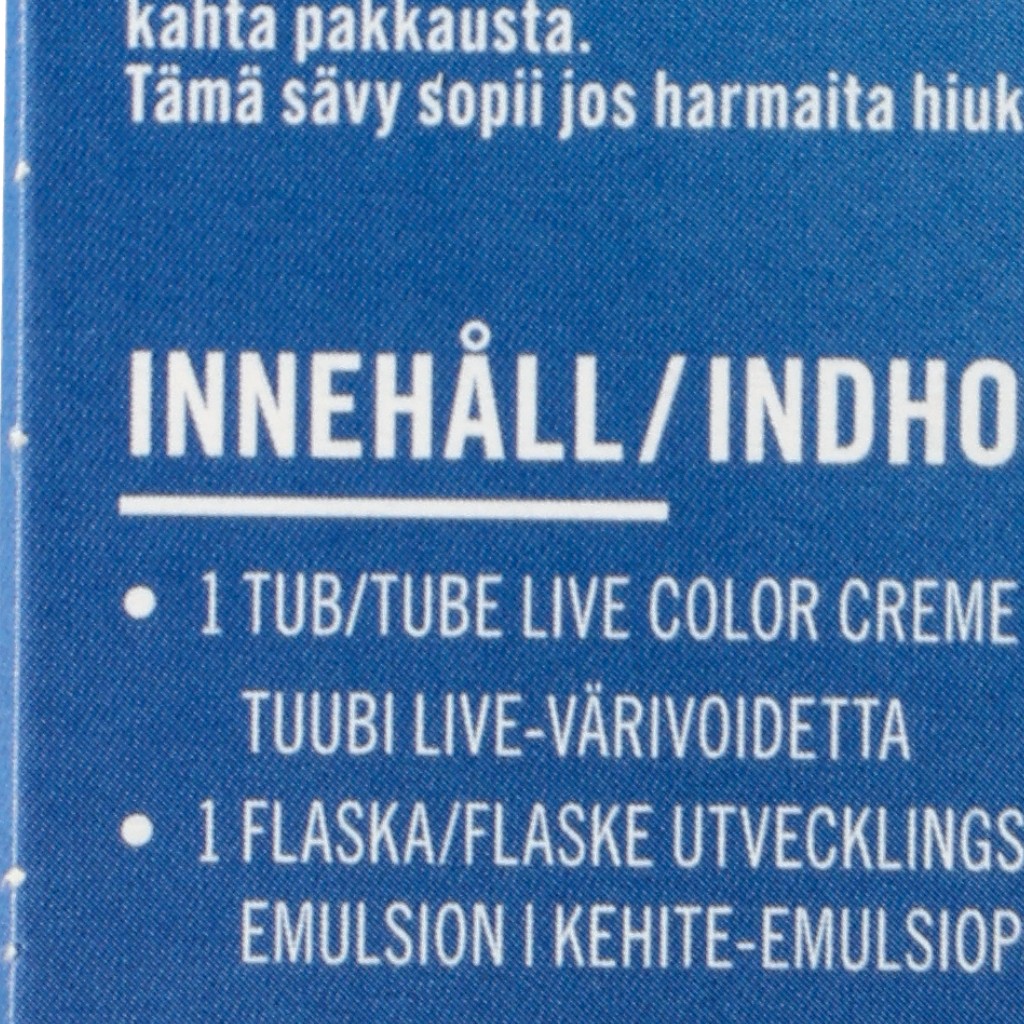 kahta pakkausta.
Tämä sävy sopii jos harmaita hiuk
INNEHÅLL/INDHO
• 1 TUB/TUBE LIVE COLOR CREME
TUUBI LIVE-VÄRIVOIDETTA
• 1 FLASKA/FLASKE UTVECKLINGS
EMULSION I KEHITE-EMULSIOP